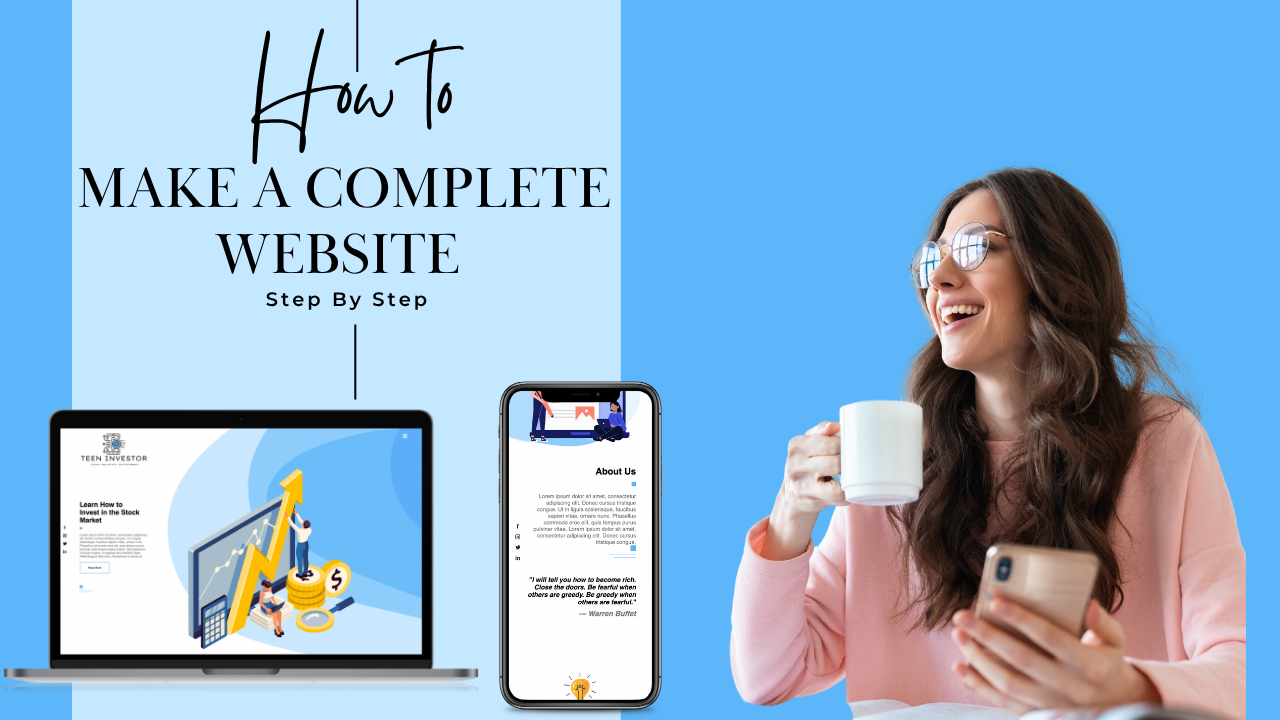 How To
MAKE A COMPLETE
WEBSITE
Step By Step
TEEN INVESTOR
Learn How to
Invest in the Stock
Market
Read More
About Us
Lorem ipsum dolor sit amet, consectetur
adipiscing elit. Donec cursus tristique
congue. Ut in ligula scelerisque, faucibus
sapien vitae, ornare nunc. Phasellus
commodo eros elit, quis tempus purus
pulvinar vitae. Lorem ipsum dolor sit amet,
consectetur adipiscing elit. Donec cursus
tristique congue.
"I will tell you how to become rich.
Close the doors. Be fearful when
others are greedy. Be greedy when
others are fearful."
— Warren Buffet